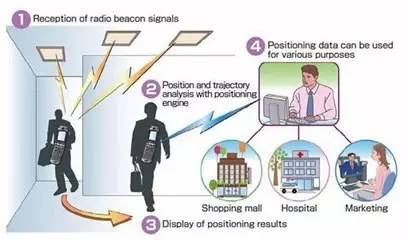 1 Reception of radio beacon signals
2 Position and trajectory
analysis with positioning
engine
4 Positioning data can be used
for various purposes
Shopping mall
Hospital
Marketing
3 Display of positioning results